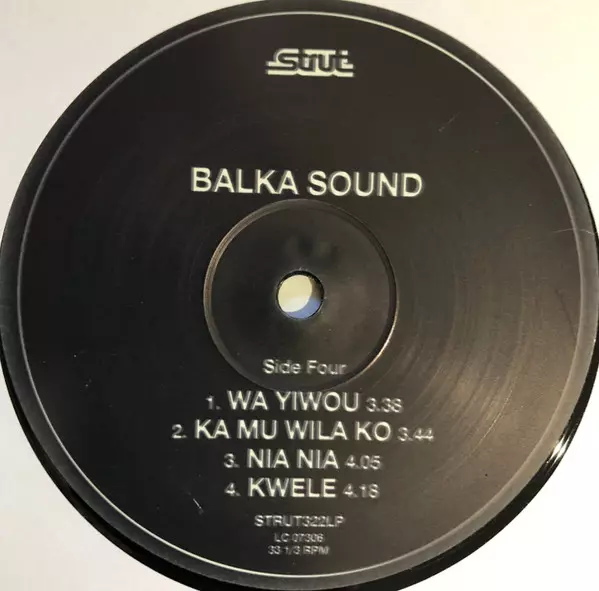 Strut
BALKA SOUND
Side Four
1. WA YIWOU 3.38
2. KA MU WILA KO 3.44
3. NIA NIA 4.05
4. KWELE 4.18
STRUT322LP
LC 07306
33 1/3 RPM